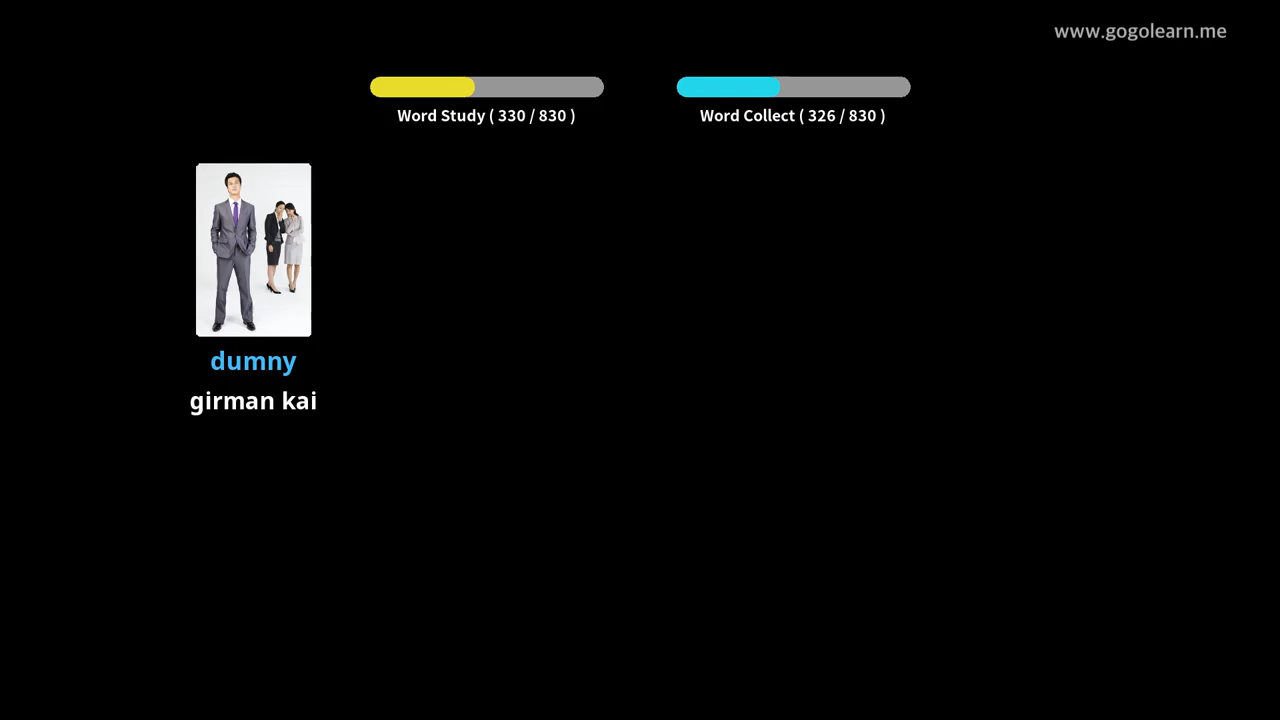 www.gogolearn.me
Word Study ( 330 / 830 )
Word Collect ( 326 / 830 )
dumny
girman kai